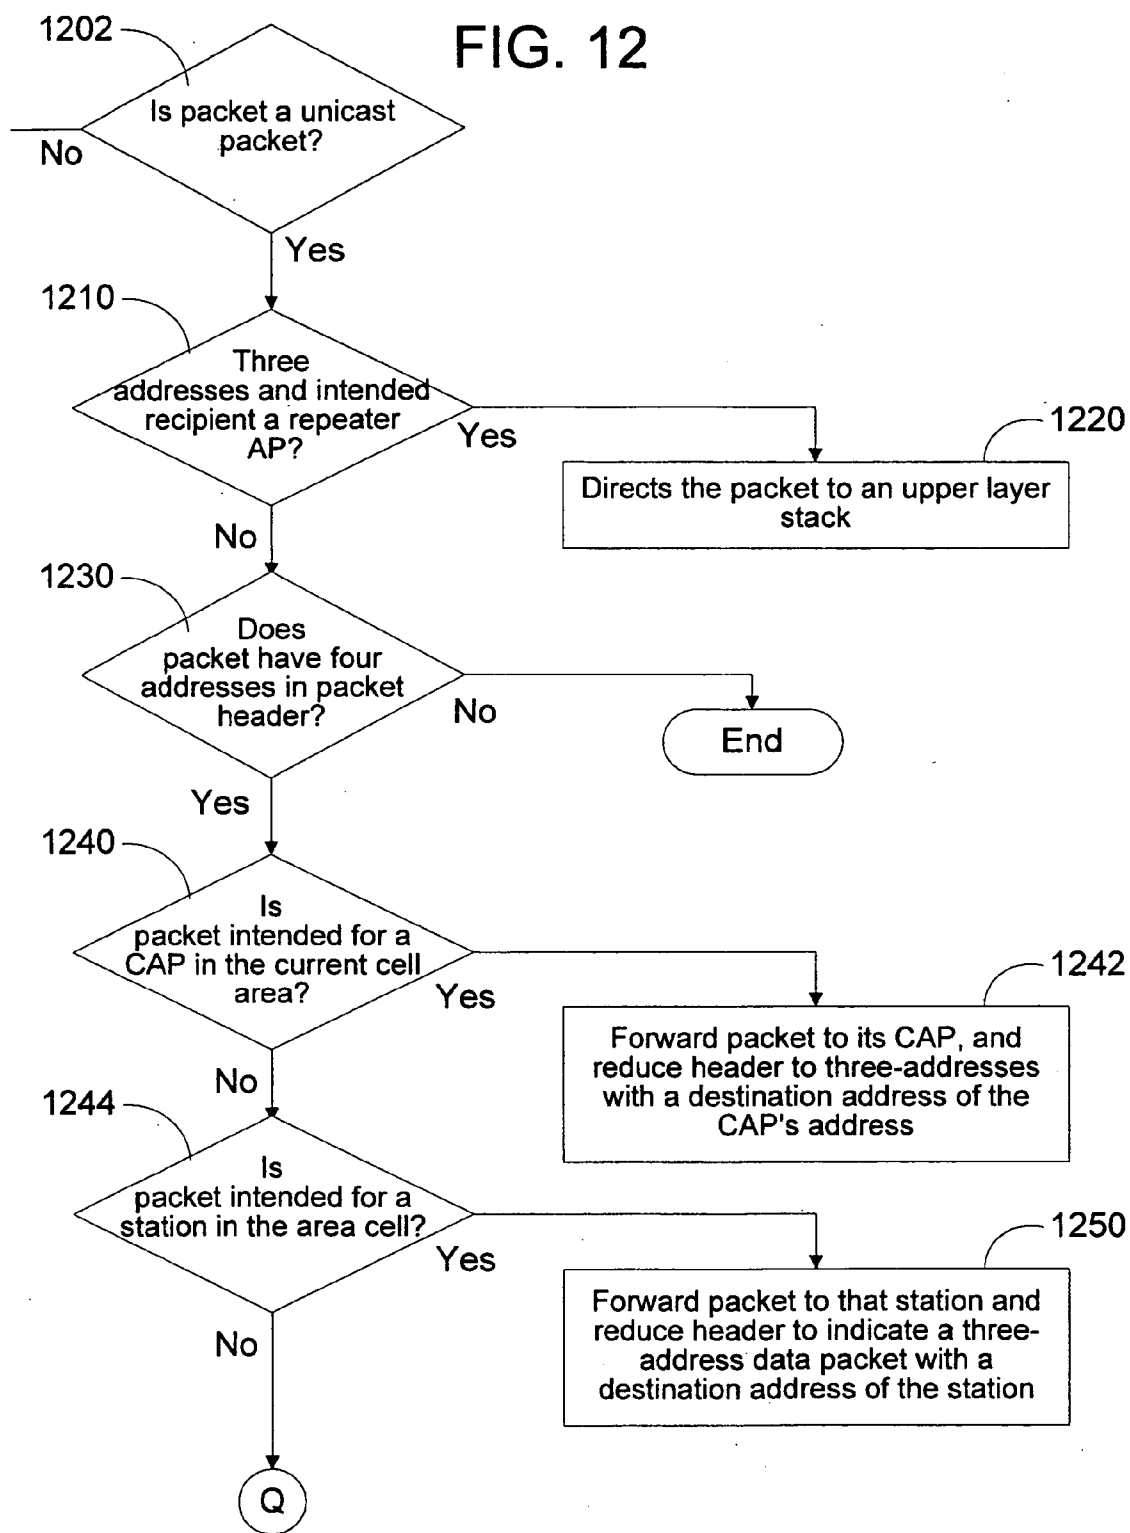 FIG. 12
1202
Is packet a unicast
packet?
No
Yes
1210
Three
addresses and intended
recipient a repeater
AP?
Yes
1220
Directs the packet to an upper layer
stack
No
1230
Does
packet have four
addresses in packet
header?
No
End
Yes
1240
Is
packet intended for a
CAP in the current cell
area?
Yes
1242
Forward packet to its CAP, and
reduce header to three-addresses
with a destination address of the
CAP's address
No
1244
Is
packet intended for a
station in the area cell?
Yes
1250
Forward packet to that station and
reduce header to indicate a three-
address data packet with a
destination address of the station
No
Q